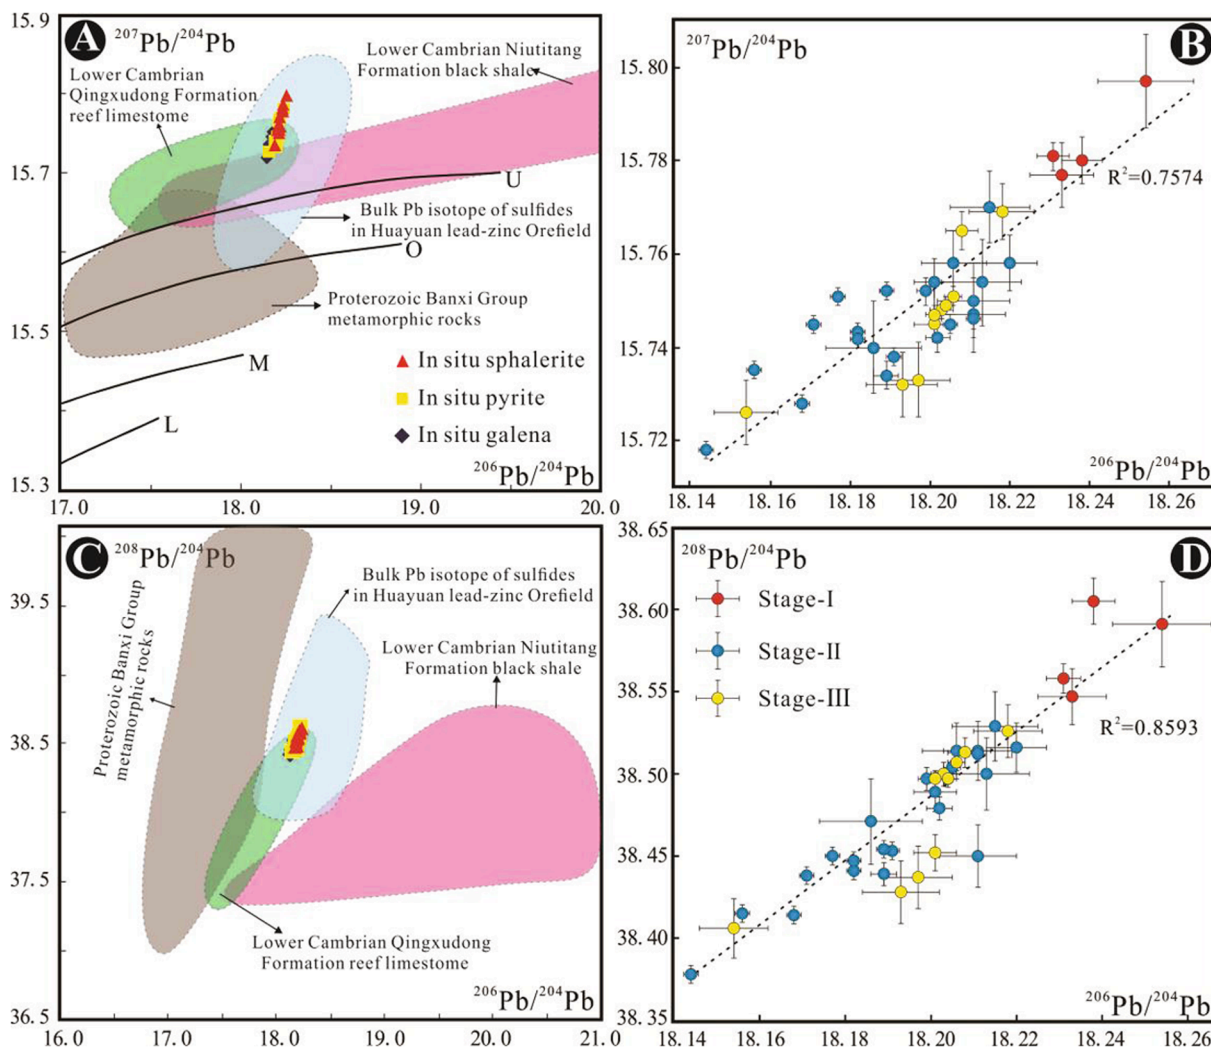 A
²⁰⁷Pb/²⁰⁴Pb
15.9
15.7
15.5
15.3
Lower Cambrian
Qingxudong Formation
reef limestome
Lower Cambrian Niutitang
Formation black shale
U
Bulk Pb isotope of sulfides
in Huayuan lead-zinc Orefield
O
Proterozoic Banxi Group
metamorphic rocks
M
L
In situ sphalerite
In situ pyrite
In situ galena
²⁰⁶Pb/²⁰⁴Pb
17.0 18.0 19.0 20.0
B
²⁰⁷Pb/²⁰⁴Pb
15.80
15.78
15.76
15.74
15.72
R²=0.7574
²⁰⁶Pb/²⁰⁴Pb
18.14 18.16 18.18 18.20 18.22 18.24 18.26
C
²⁰⁸Pb/²⁰⁴Pb
39.5
38.5
37.5
36.5
Proterozoic Banxi Group
metamorphic rocks
Bulk Pb isotope of sulfides
in Huayuan lead-zinc Orefield
Lower Cambrian Niutitang
Formation black shale
Lower Cambrian Qingxudong
Formation reef limestome
²⁰⁶Pb/²⁰⁴Pb
16.0 17.0 18.0 19.0 20.0 21.0
D
²⁰⁸Pb/²⁰⁴Pb
38.65
38.60
38.55
38.50
38.45
38.40
38.35
Stage-I
Stage-II
Stage-III
R²=0.8593
²⁰⁶Pb/²⁰⁴Pb
18.14 18.16 18.18 18.20 18.22 18.24 18.26